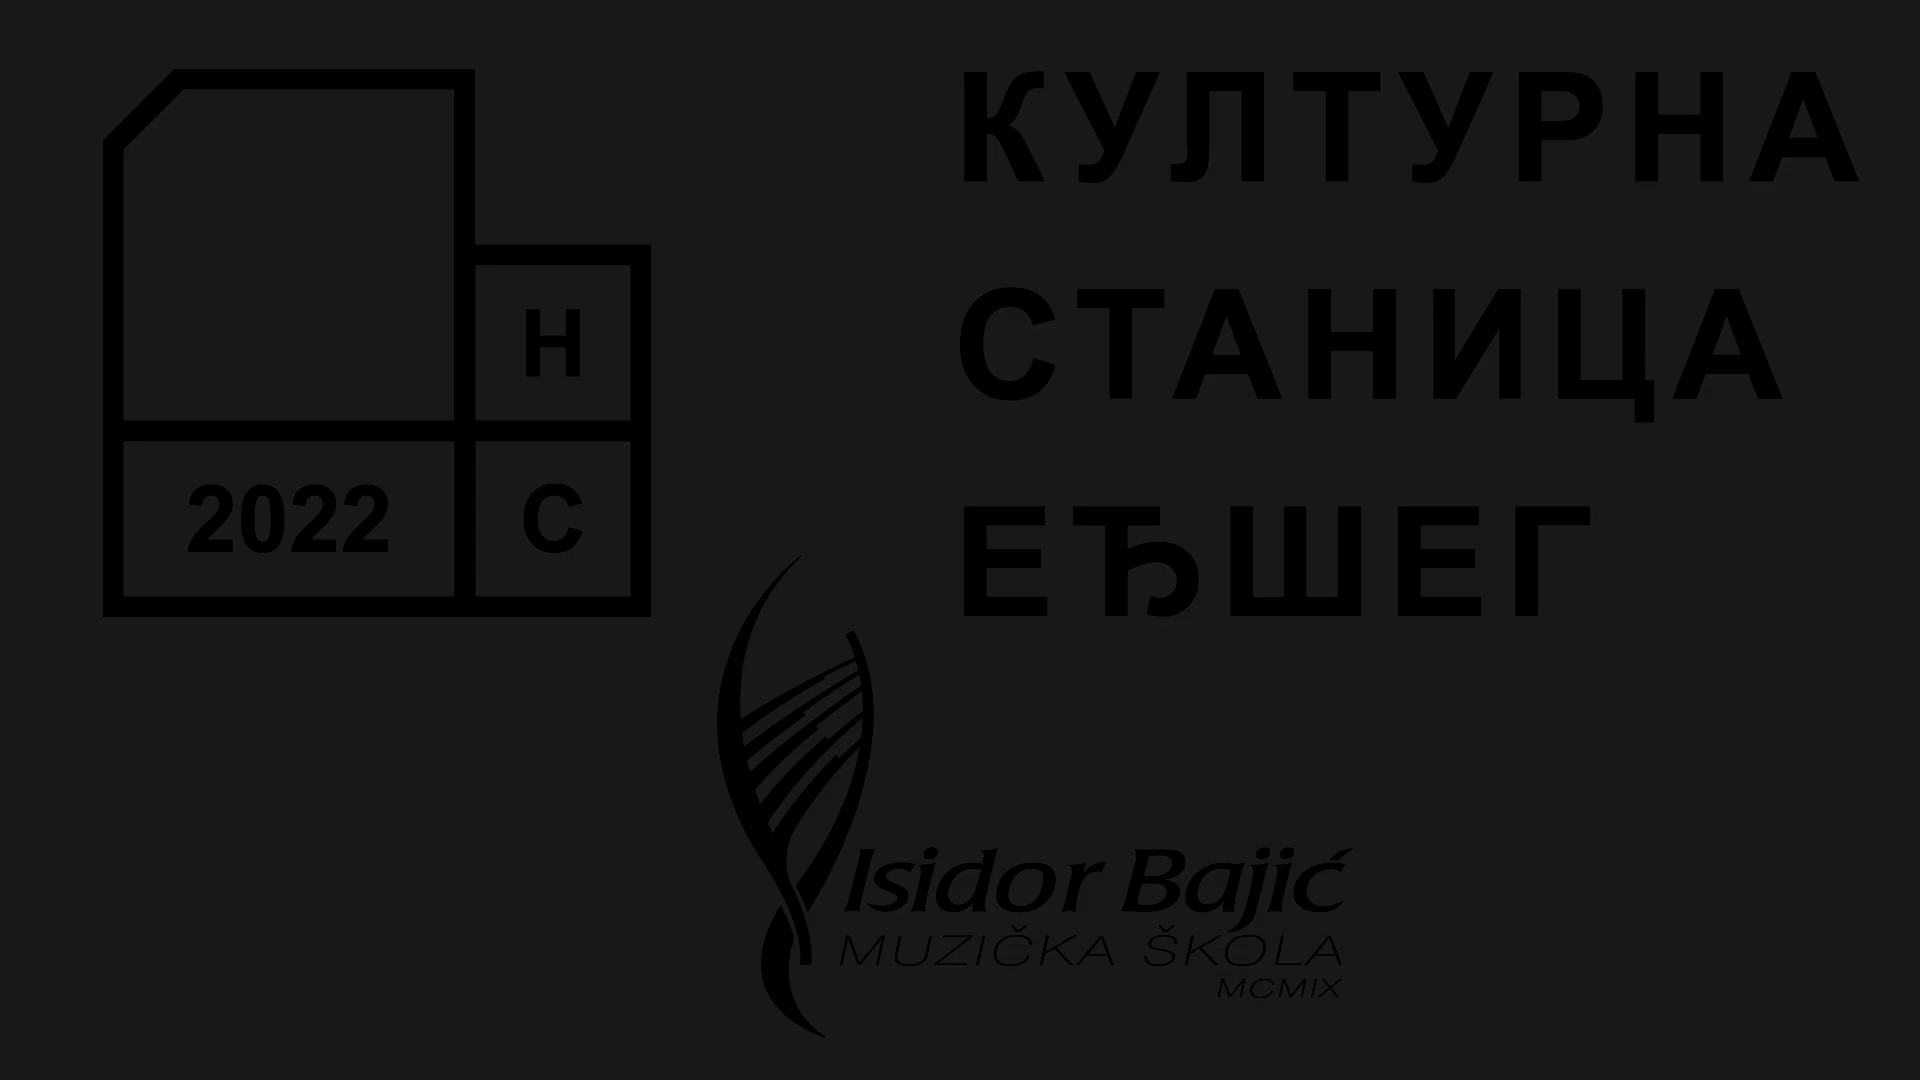 КУЛТУРНА
СТАНИЦА
ЕЂШЕГ
Н
2022 С
Isidor Bajić
MUZIČKA ŠKOLA
MCMIX